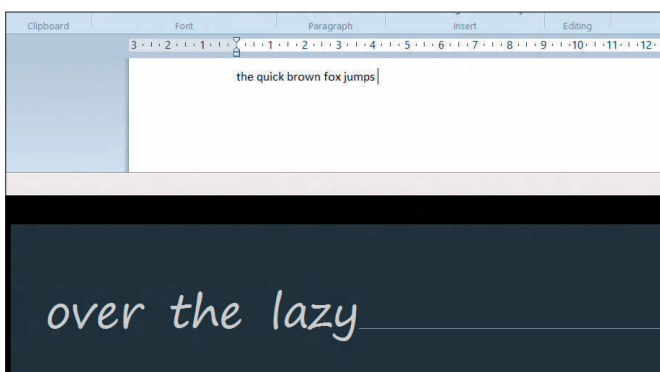 Clipboard Font Paragraph Insert Editing
3 2 1 1 2 3 4 5 6 7 8 9 10 11 12
the quick brown fox jumps
over the lazy